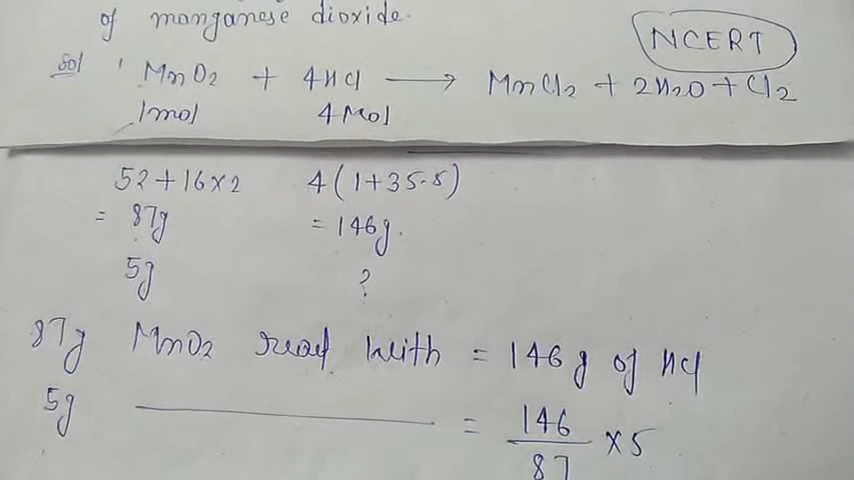 of manganese dioxide.
NCERT
Sol MnO2 + 4HCl → MnCl2 + 2H2O + Cl2
1mol 4Mol
52+16×2 4(1+35.5)
= 87g = 146g.
5g ?
87g MnO2 react with = 146g of HCl
5g = 146/87 ×5